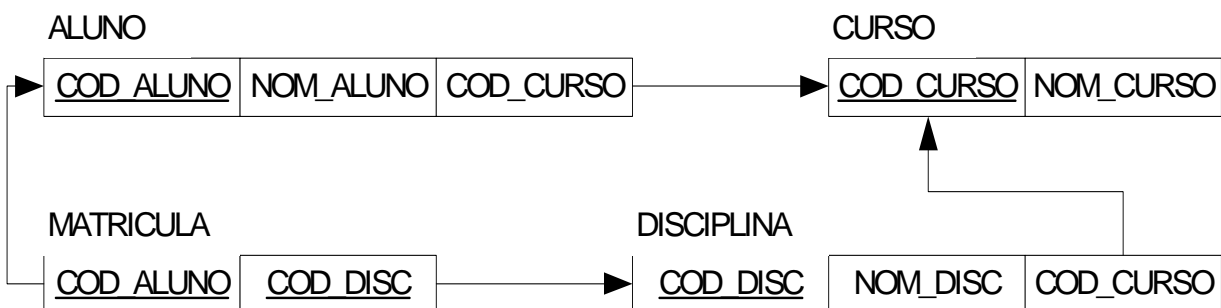 ALUNO CURSO
COD_ALUNO NOM_ALUNO COD_CURSO COD_CURSO NOM_CURSO
MATRICULA DISCIPLINA
COD_ALUNO COD_DISC COD_DISC NOM_DISC COD_CURSO